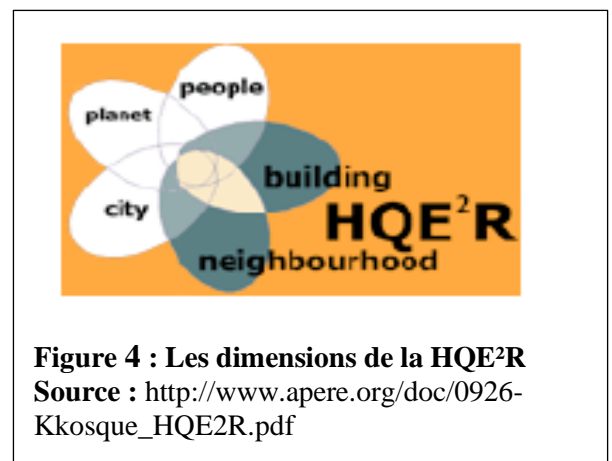 people
planet
building
city
HQE²R
neighbourhood
Figure 4 : Les dimensions de la HQE²R
Source : http://www.apere.org/doc/0926-
Kkosque_HQE2R.pdf